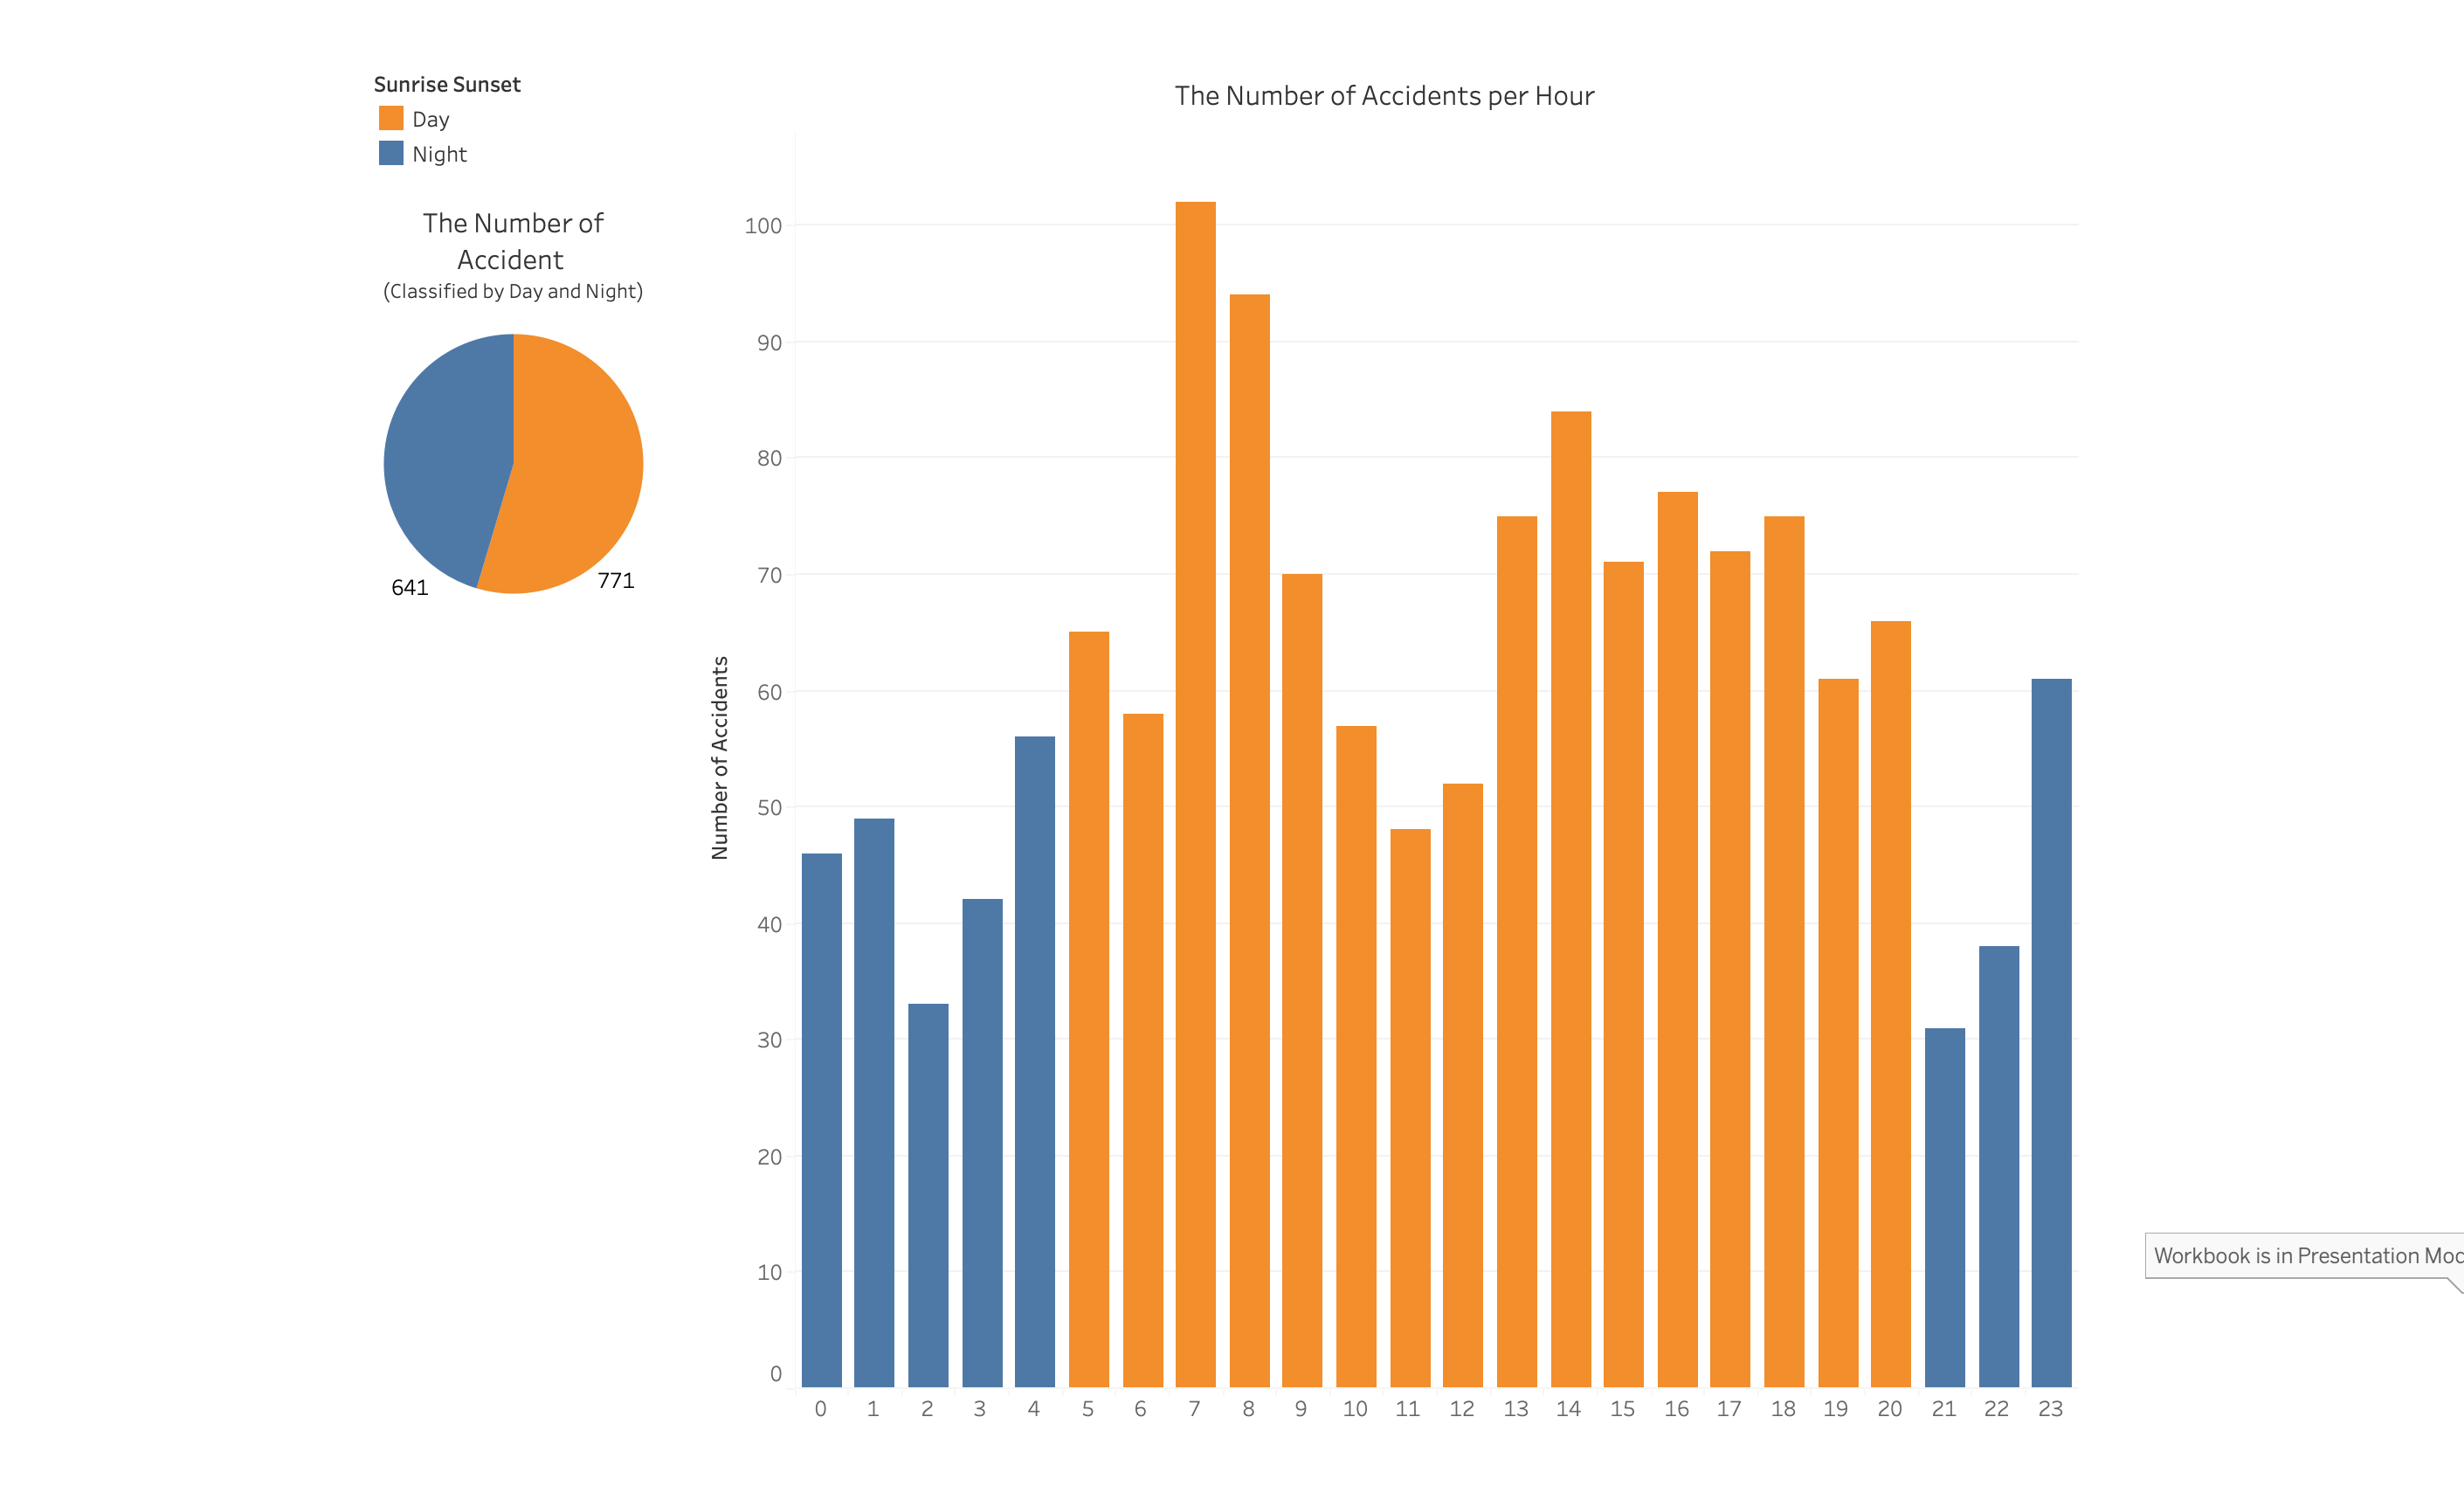 Sunrise Sunset
Day
Night
The Number of
Accident
(Classified by Day and Night)
641
771
The Number of Accidents per Hour
Number of Accidents
100
90
80
70
60
50
40
30
20
10
0
0 1 2 3 4 5 6 7 8 9 10 11 12 13 14 15 16 17 18 19 20 21 22 23
Workbook is in Presentation